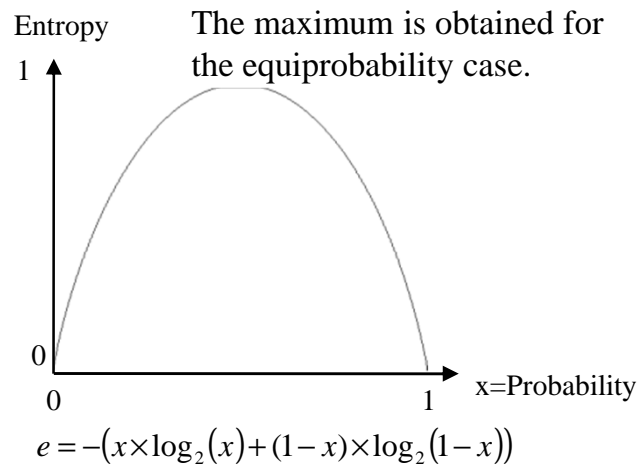 Entropy
The maximum is obtained for
the equiprobability case.
1
0
0
1
x=Probability
e = −(x×log₂(x)+(1−x)×log₂(1−x))